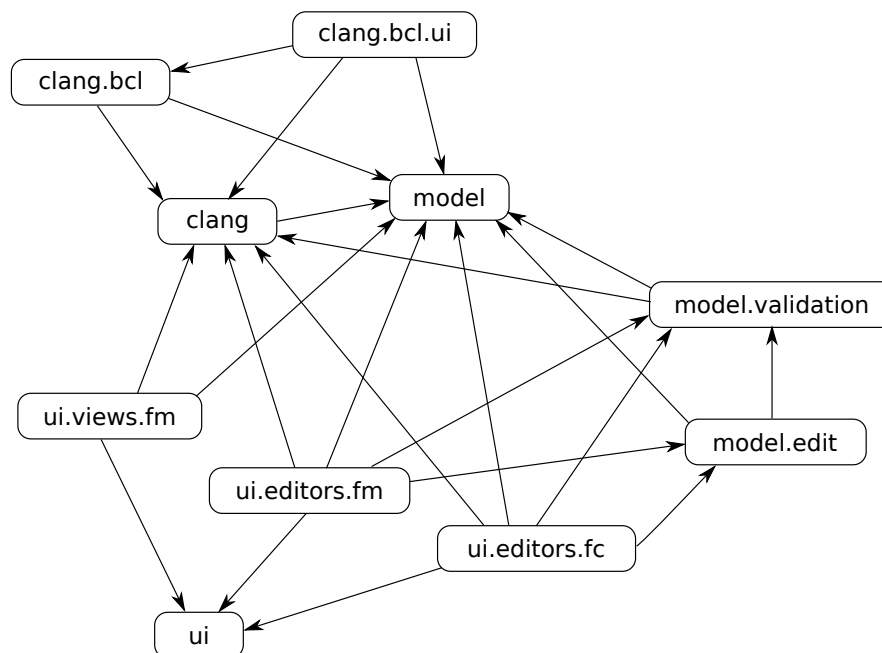 clang.bcl.ui
clang.bcl
model
clang
model.validation
ui.views.fm
model.edit
ui.editors.fm
ui.editors.fc
ui